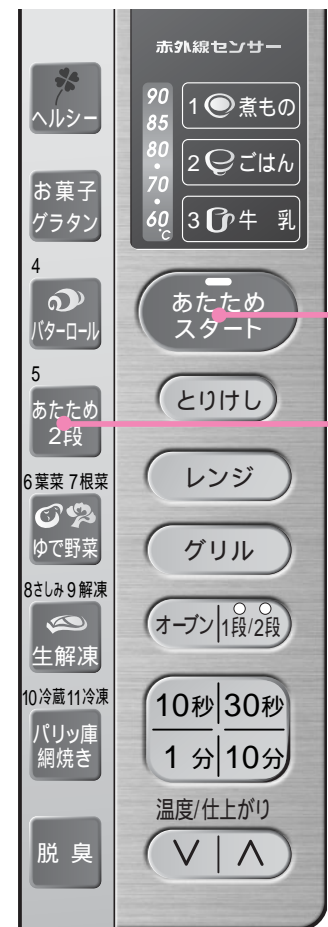 ヘルシー
お菓子
グラタン
4
バターロール
5
あたため
2段
6葉菜 7根菜
ゆで野菜
8さしみ 9解凍
生解凍
10冷蔵 11冷凍
パリッ庫
網焼き
脱臭
赤外線センサー
90
85
80
・
70
・
60
℃
1 煮もの
2 ごはん
3 牛 乳
あたため
スタート
とりけし
レンジ
グリル
オーブン 1段/2段
10秒 30秒
1 分 10分
温度/仕上がり
∨ ∧